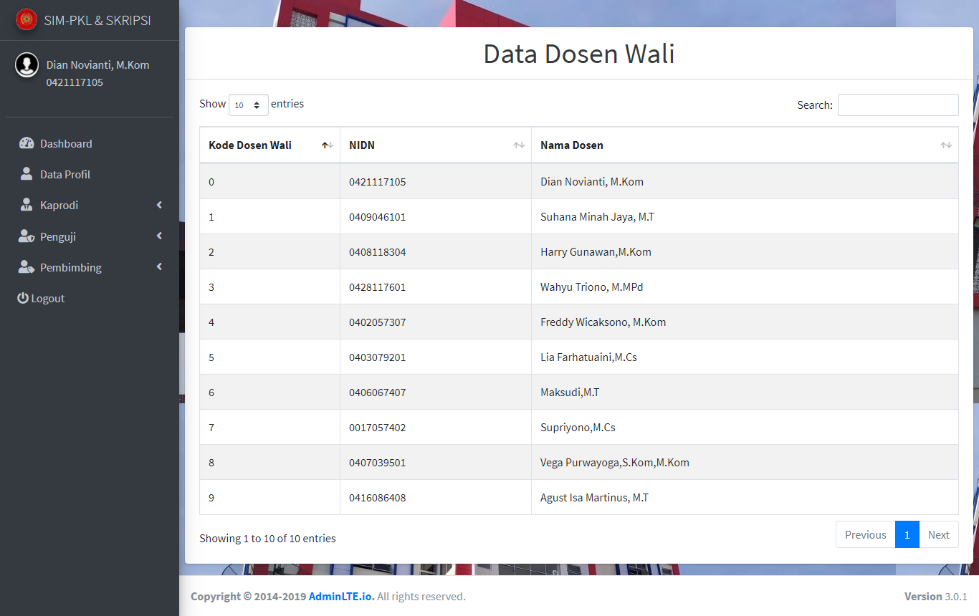 SIM-PKL & SKRIPSI
Dian Novianti, M.Kom
0421117105
Dashboard
Data Profil
Kaprodi
Penguji
Pembimbing
Logout
Data Dosen Wali
Show 10 entries
Search:
Kode Dosen Wali NIDN Nama Dosen
0 0421117105 Dian Novianti, M.Kom
1 0409046101 Suhana Minah Jaya, M.T
2 0408118304 Harry Gunawan,M.Kom
3 0428117601 Wahyu Triono, M.MPd
4 0402057307 Freddy Wicaksono, M.Kom
5 0403079201 Lia Farhatuaini,M.Cs
6 0406067407 Maksudi,M.T
7 0017057402 Supriyono,M.Cs
8 0407039501 Vega Purwayoga,S.Kom,M.Kom
9 0416086408 Agust Isa Martinus, M.T
Showing 1 to 10 of 10 entries
Previous 1 Next
Copyright © 2014-2019 AdminLTE.io. All rights reserved.
Version 3.0.1